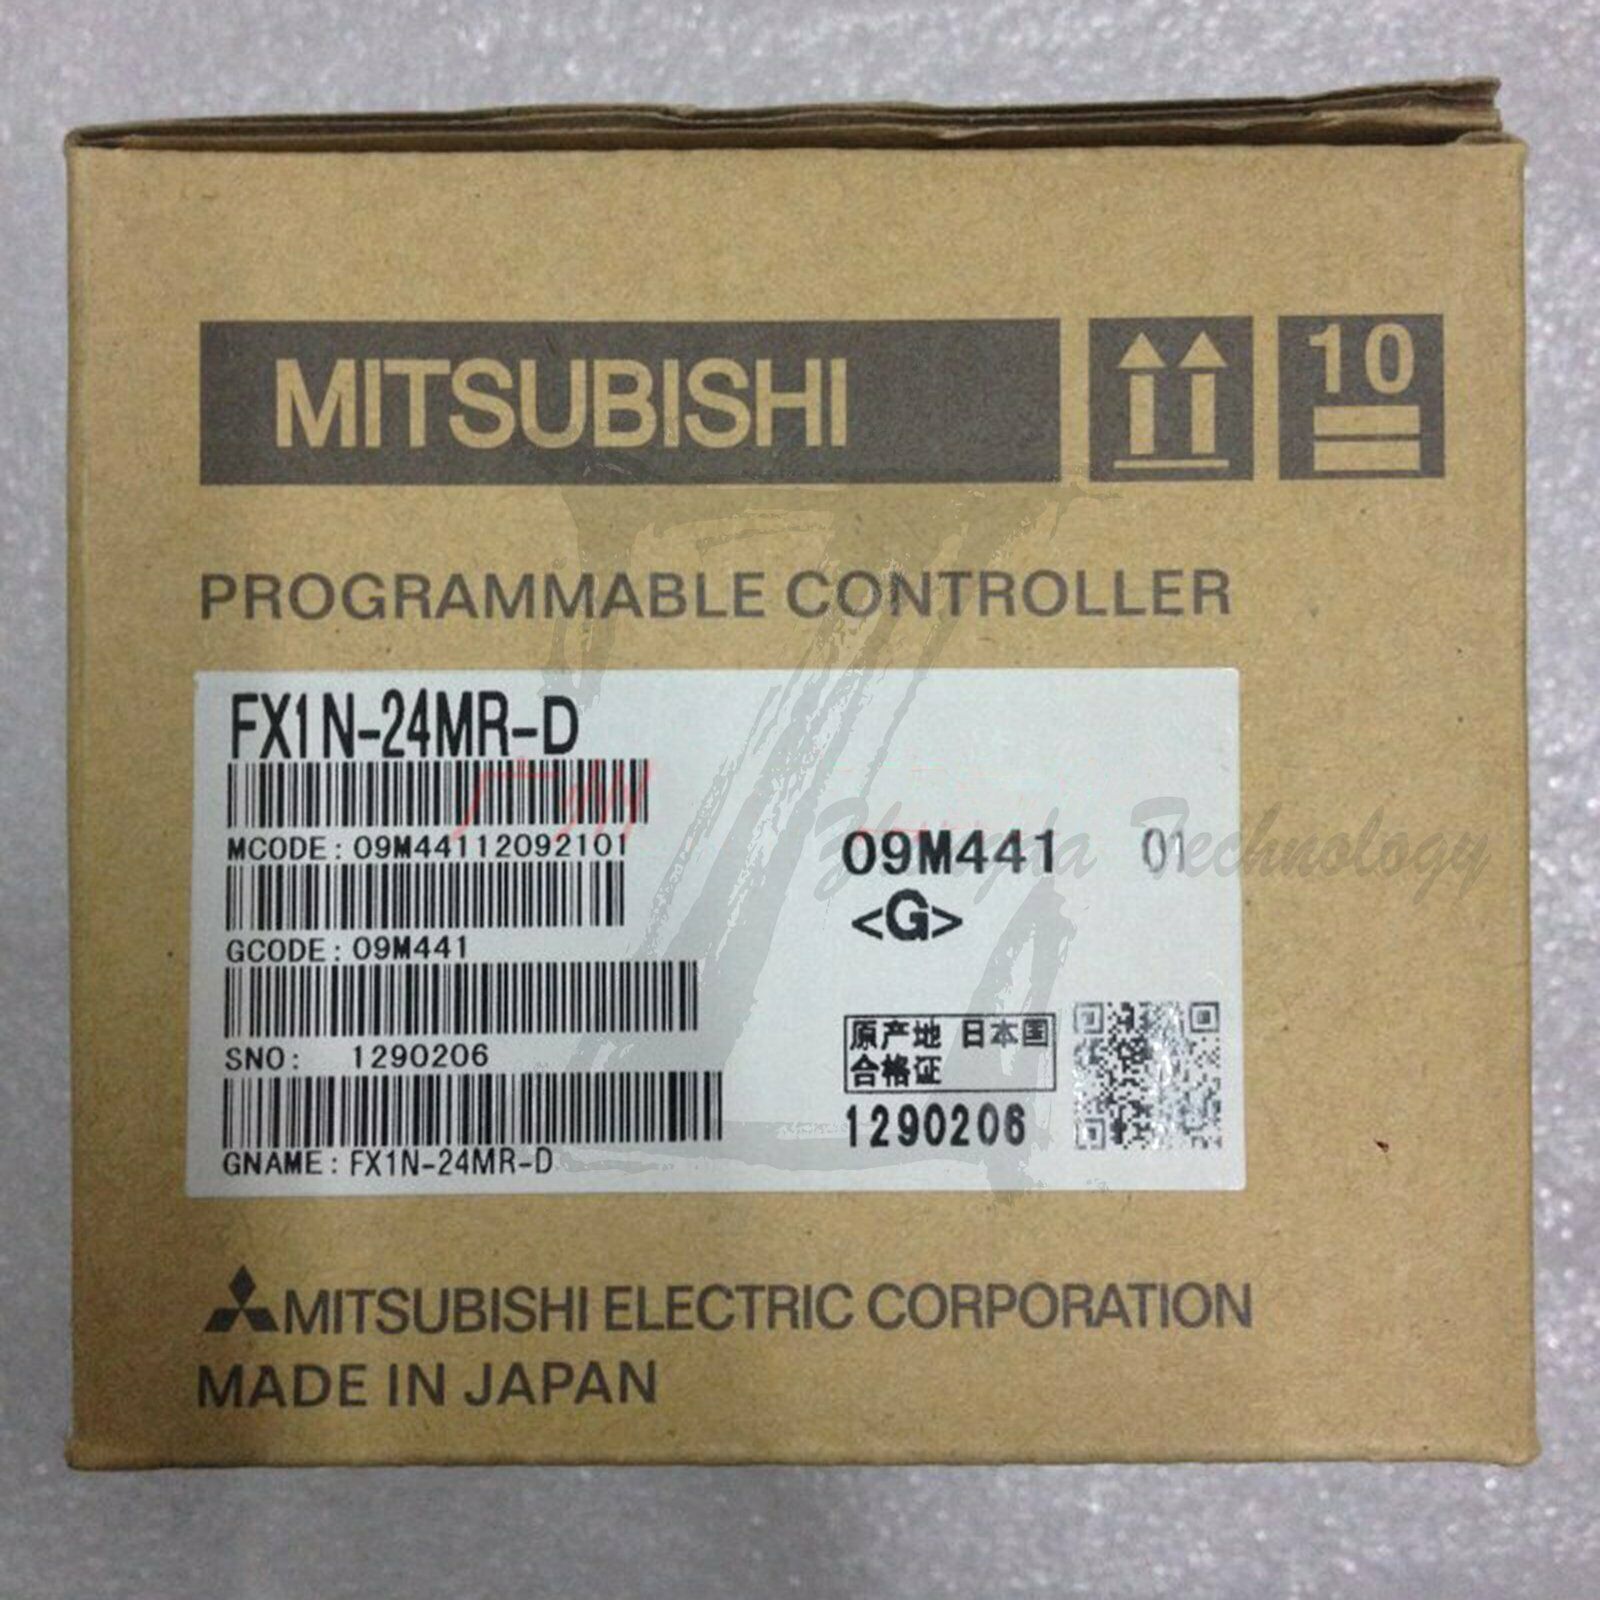 MITSUBISHI
10
PROGRAMMABLE CONTROLLER
FX1N-24MR-D
MCODE: 09M44112092101
GCODE: 09M441
SNO: 1290206
GNAME: FX1N-24MR-D
09M441 01
<G>
原产地 日本国
合格证
1290206
Technology
MITSUBISHI ELECTRIC CORPORATION
MADE IN JAPAN